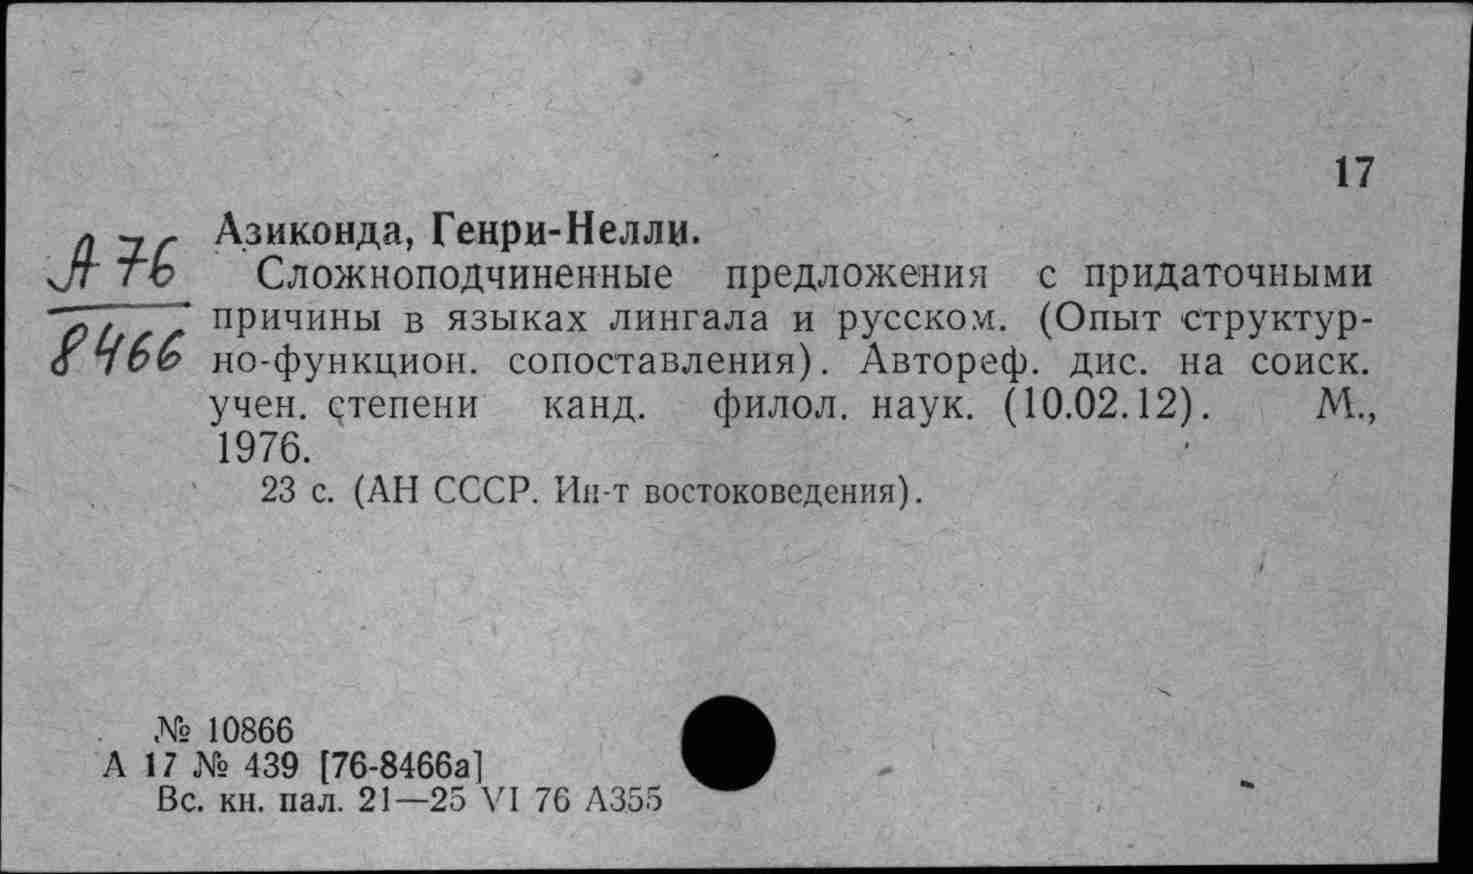 17
А 76
8466
Азиконда, Генри-Нелли.
Сложноподчиненные предложения с придаточными
причины в языках лингала и русском. (Опыт структур-
но-функцион. сопоставления). Автореф. дис. на соиск.
учен. степени канд. филол. наук. (10.02.12). М.,
1976.
23 с. (АН СССР. Ин-т востоковедения).
№ 10866
А 17 № 439 [76-8466а]
Вс. кн. пал. 21—25 VI 76 А355